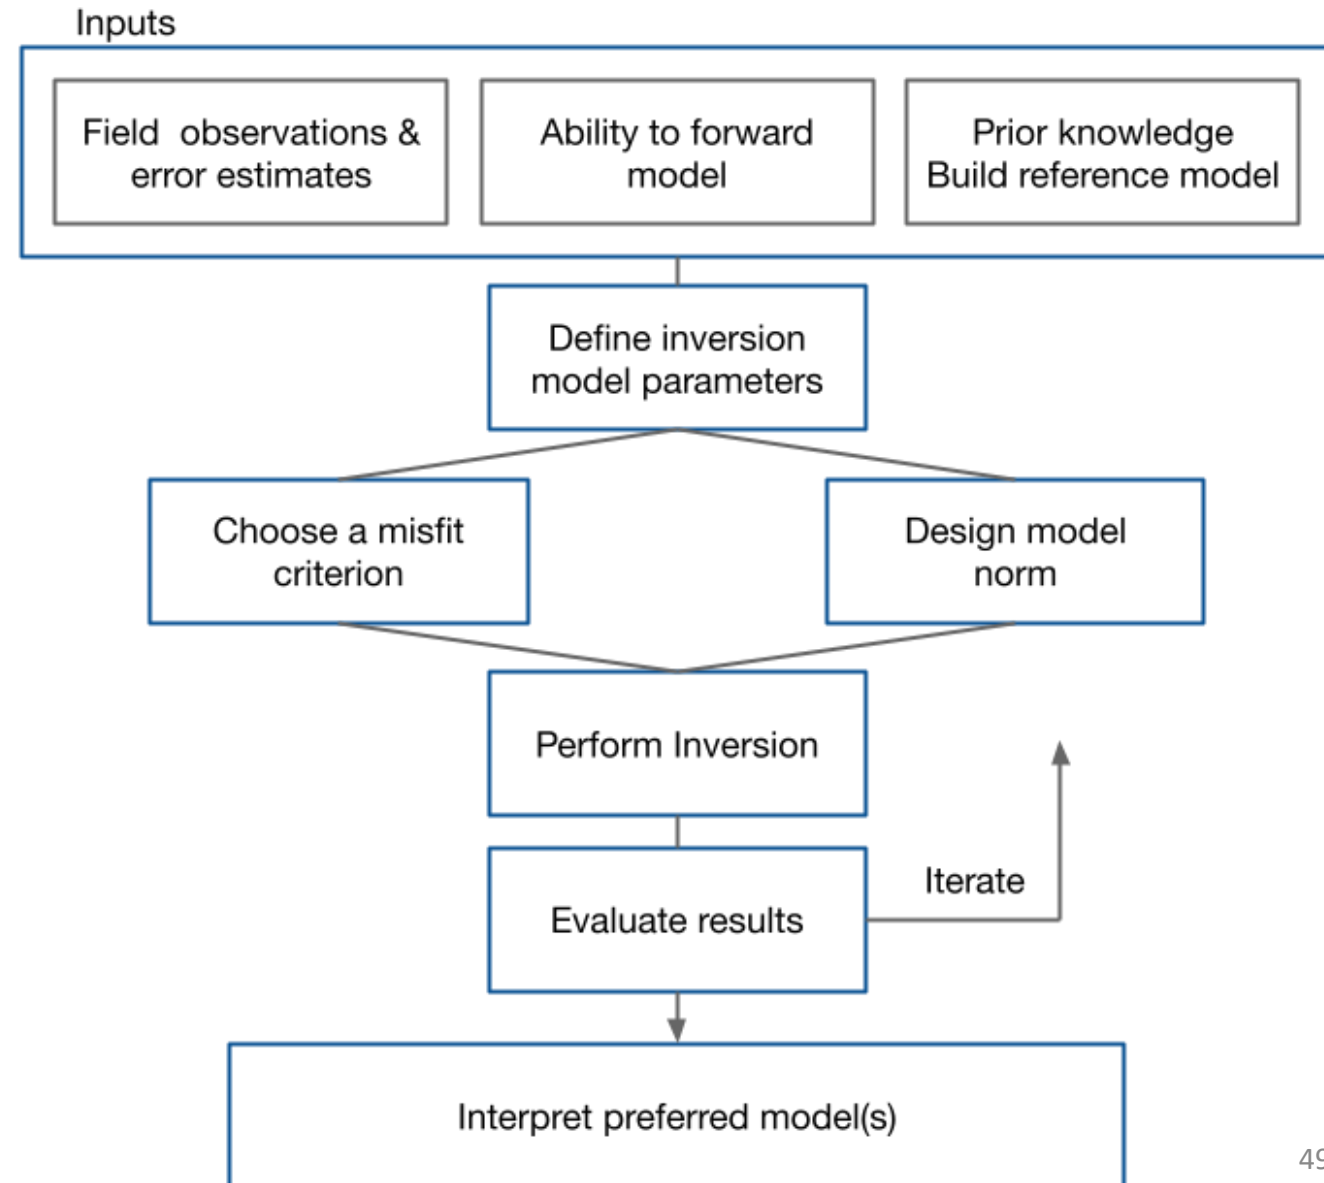 Inputs
Field observations &
error estimates
Ability to forward
model
Prior knowledge
Build reference model
Define inversion
model parameters
Choose a misfit
criterion
Design model
norm
Perform Inversion
Iterate
Evaluate results
Interpret preferred model(s)
49